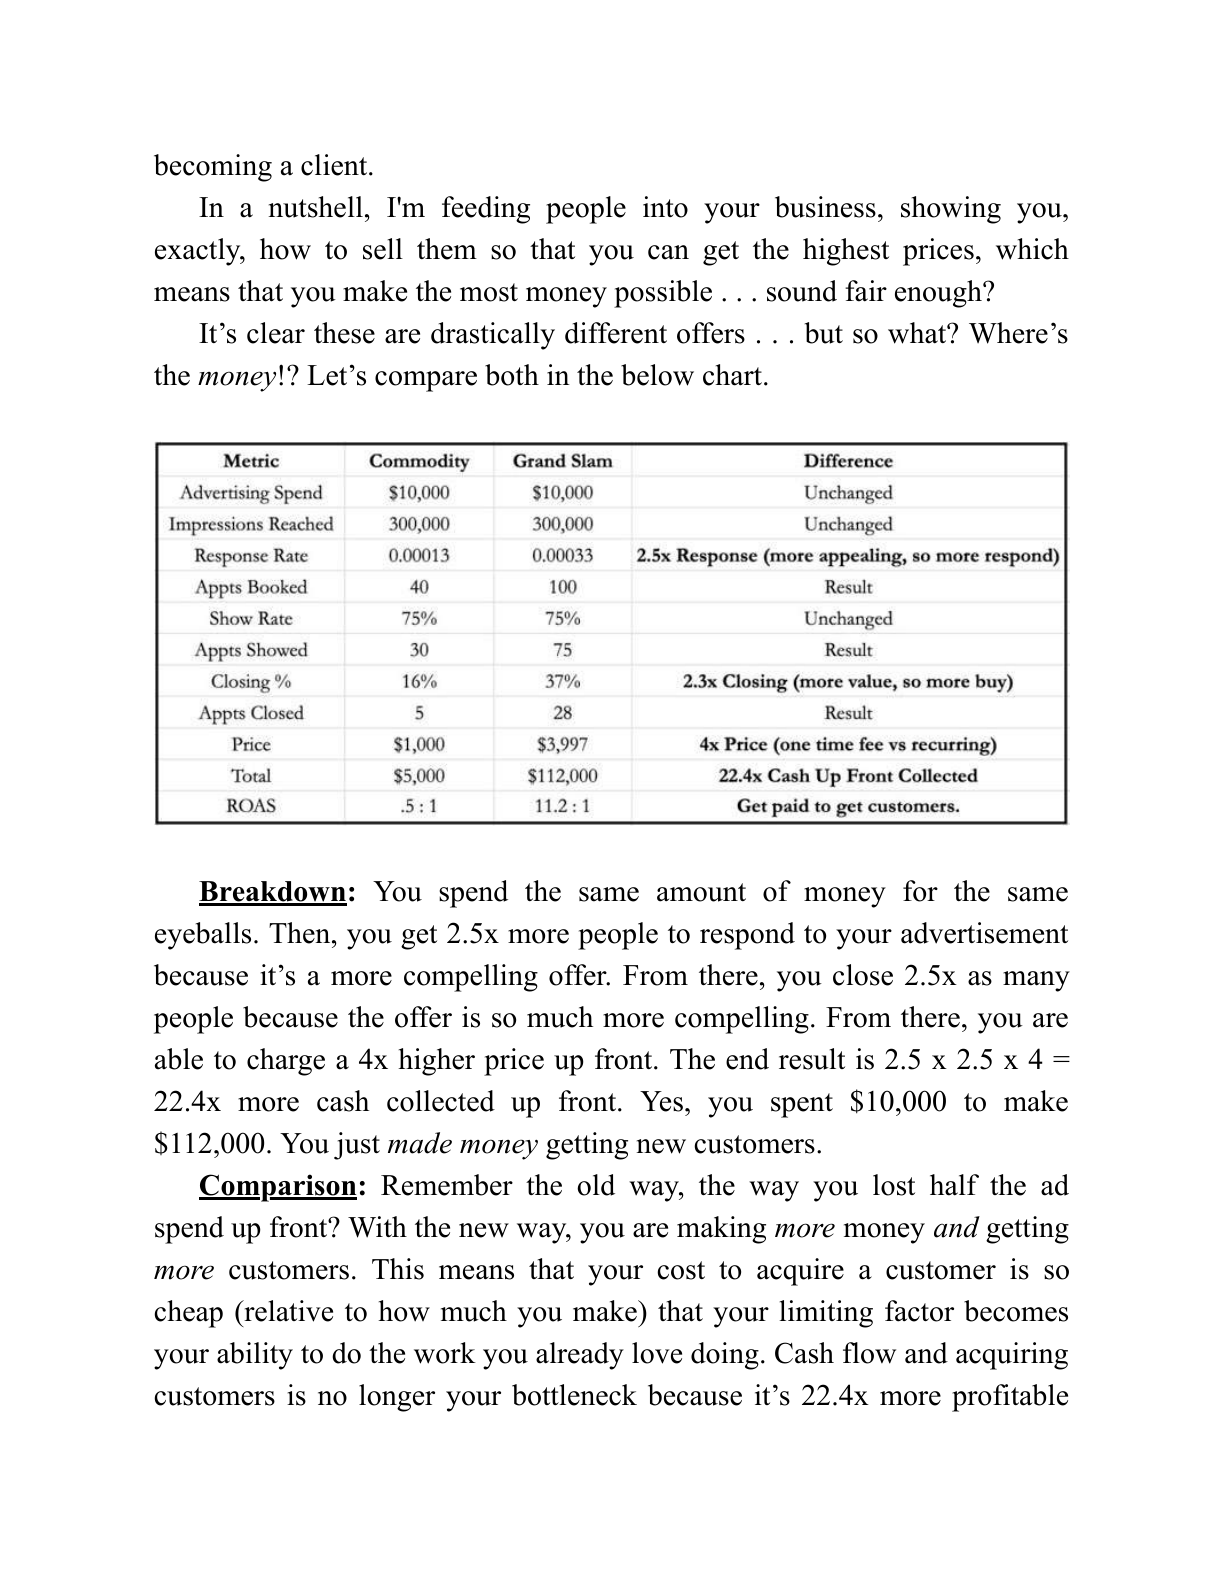 becoming a client.
In a nutshell, I'm feeding people into your business, showing you,
exactly, how to sell them so that you can get the highest prices, which
means that you make the most money possible . . . sound fair enough?
It’s clear these are drastically different offers . . . but so what? Where’s
the money!? Let’s compare both in the below chart.
Metric Commodity Grand Slam Difference
Advertising Spend $10,000 $10,000 Unchanged
Impressions Reached 300,000 300,000 Unchanged
Response Rate 0.00013 0.00033 2.5x Response (more appealing, so more respond)
Appts Booked 40 100 Result
Show Rate 75% 75% Unchanged
Appts Showed 30 75 Result
Closing % 16% 37% 2.3x Closing (more value, so more buy)
Appts Closed 5 28 Result
Price $1,000 $3,997 4x Price (one time fee vs recurring)
Total $5,000 $112,000 22.4x Cash Up Front Collected
ROAS .5 : 1 11.2 : 1 Get paid to get customers.
Breakdown: You spend the same amount of money for the same
eyeballs. Then, you get 2.5x more people to respond to your advertisement
because it’s a more compelling offer. From there, you close 2.5x as many
people because the offer is so much more compelling. From there, you are
able to charge a 4x higher price up front. The end result is 2.5 x 2.5 x 4 =
22.4x more cash collected up front. Yes, you spent $10,000 to make
$112,000. You just made money getting new customers.
Comparison: Remember the old way, the way you lost half the ad
spend up front? With the new way, you are making more money and getting
more customers. This means that your cost to acquire a customer is so
cheap (relative to how much you make) that your limiting factor becomes
your ability to do the work you already love doing. Cash flow and acquiring
customers is no longer your bottleneck because it’s 22.4x more profitable